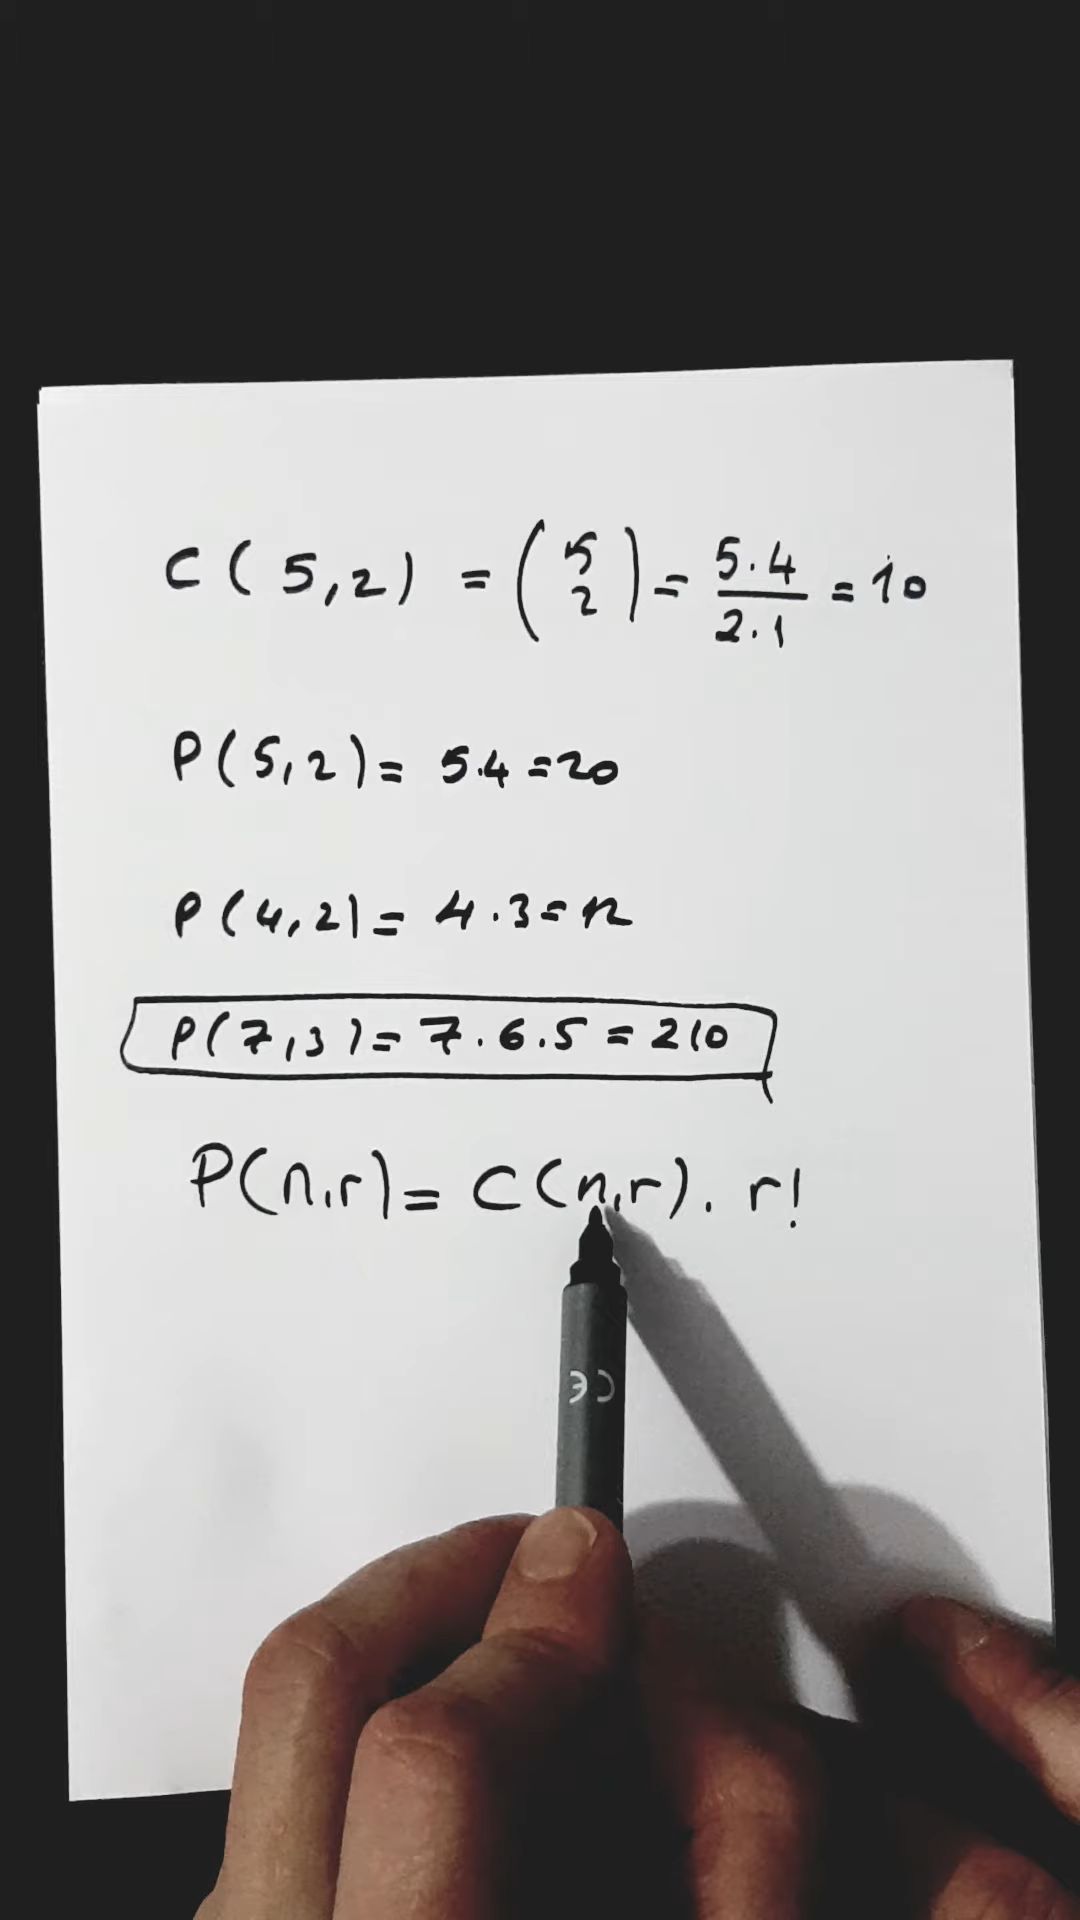 C(5,2) = (5 2) = 5.4/2.1 = 10
P(5,2) = 5.4 = 20
P(4,2) = 4.3 = 12
P(7,3) = 7.6.5 = 210
P(n,r) = C(n,r). r!
CE